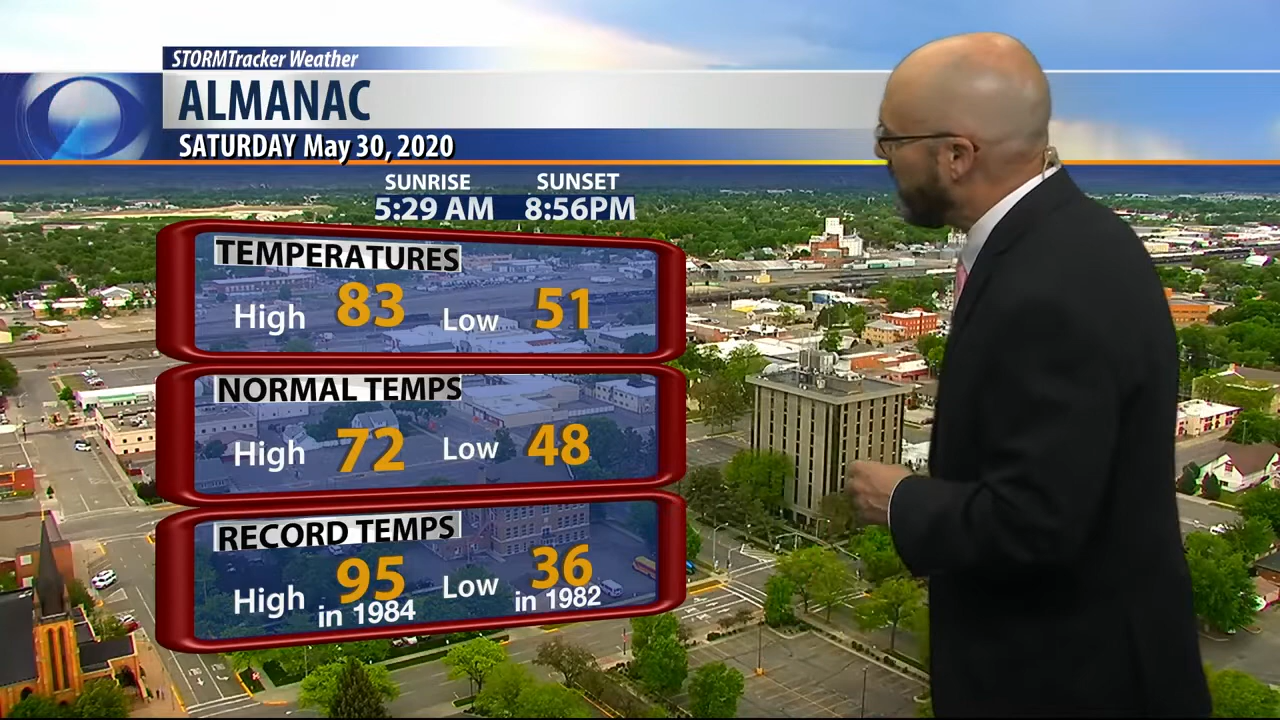 STORMTracker Weather
ALMANAC
SATURDAY May 30, 2020
SUNRISE SUNSET
5:29 AM 8:56PM
TEMPERATURES
High 83 Low 51
NORMAL TEMPS
High 72 Low 48
RECORD TEMPS
High 95 Low 36
in 1984 in 1982